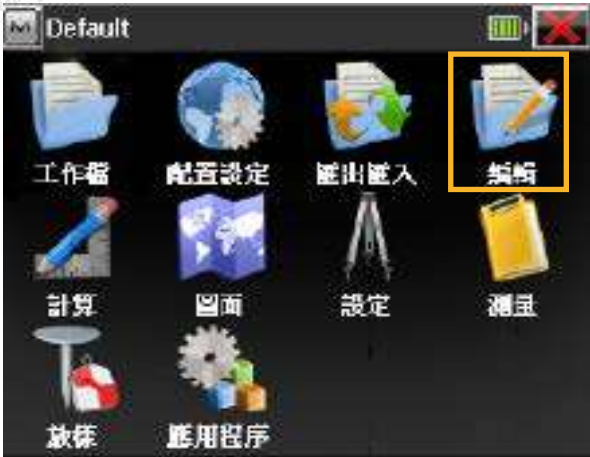 Default
工作檔 配置設定 匯出匯入 編輯
計算 圖面 設定 測量
放樣 應用程序